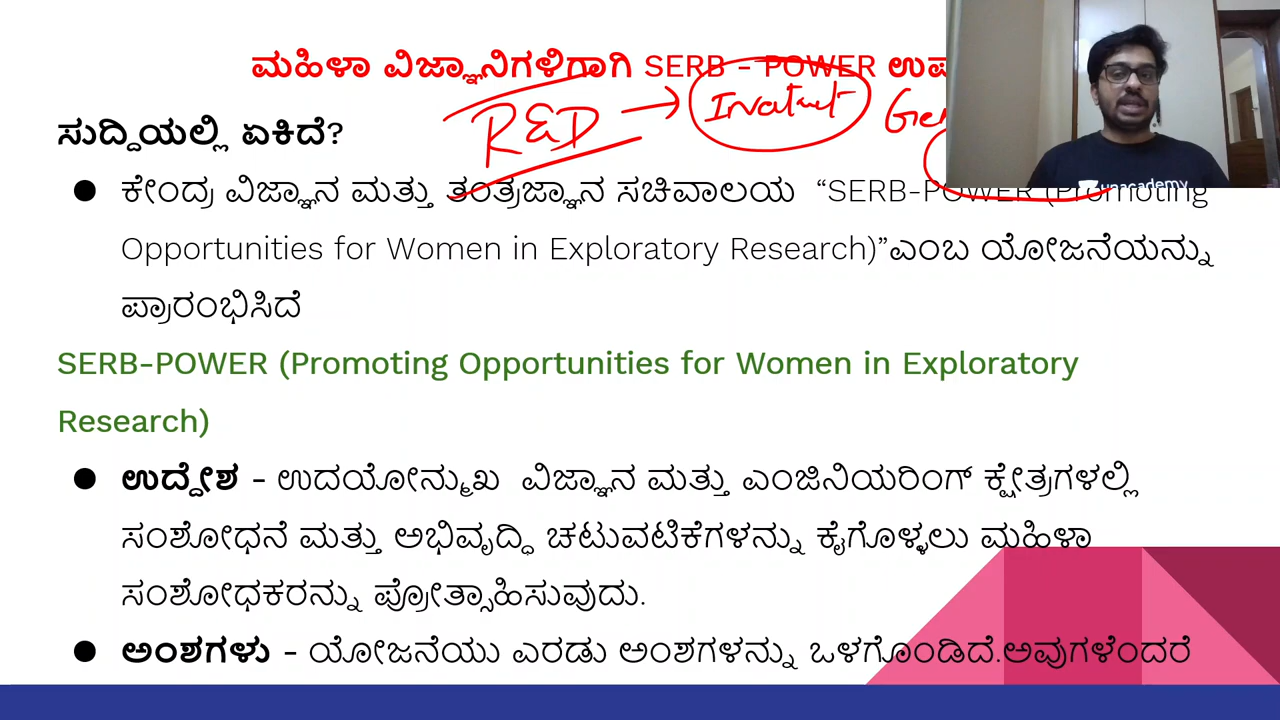 ಮಹಿಳಾ ವಿಜ್ಞಾನಿಗಳಿಗಾಗಿ SERB - POWER
R&D →
ಸುದ್ದಿಯಲ್ಲಿ ಏಕಿದೆ?
● ಕೇಂದ್ರ ವಿಜ್ಞಾನ ಮತ್ತು ತಂತ್ರಜ್ಞಾನ ಸಚಿವಾಲಯ “SERB-POWER (Promoting
Opportunities for Women in Exploratory Research)”ಎಂಬ ಯೋಜನೆಯನ್ನು
ಪ್ರಾರಂಭಿಸಿದೆ
SERB-POWER (Promoting Opportunities for Women in Exploratory
Research)
● ಉದ್ದೇಶ - ಉದಯೋನ್ಮುಖ ವಿಜ್ಞಾನ ಮತ್ತು ಎಂಜಿನಿಯರಿಂಗ್ ಕ್ಷೇತ್ರಗಳಲ್ಲಿ
ಸಂಶೋಧನೆ ಮತ್ತು ಅಭಿವೃದ್ಧಿ ಚಟುವಟಿಕೆಗಳನ್ನು ಕೈಗೊಳ್ಳಲು ಮಹಿಳಾ
ಸಂಶೋಧಕರನ್ನು ಪ್ರೋತ್ಸಾಹಿಸುವುದು.
● ಅಂಶಗಳು - ಯೋಜನೆಯು ಎರಡು ಅಂಶಗಳನ್ನು ಒಳಗೊಂಡಿದೆ.ಅವುಗಳೆಂದರೆ